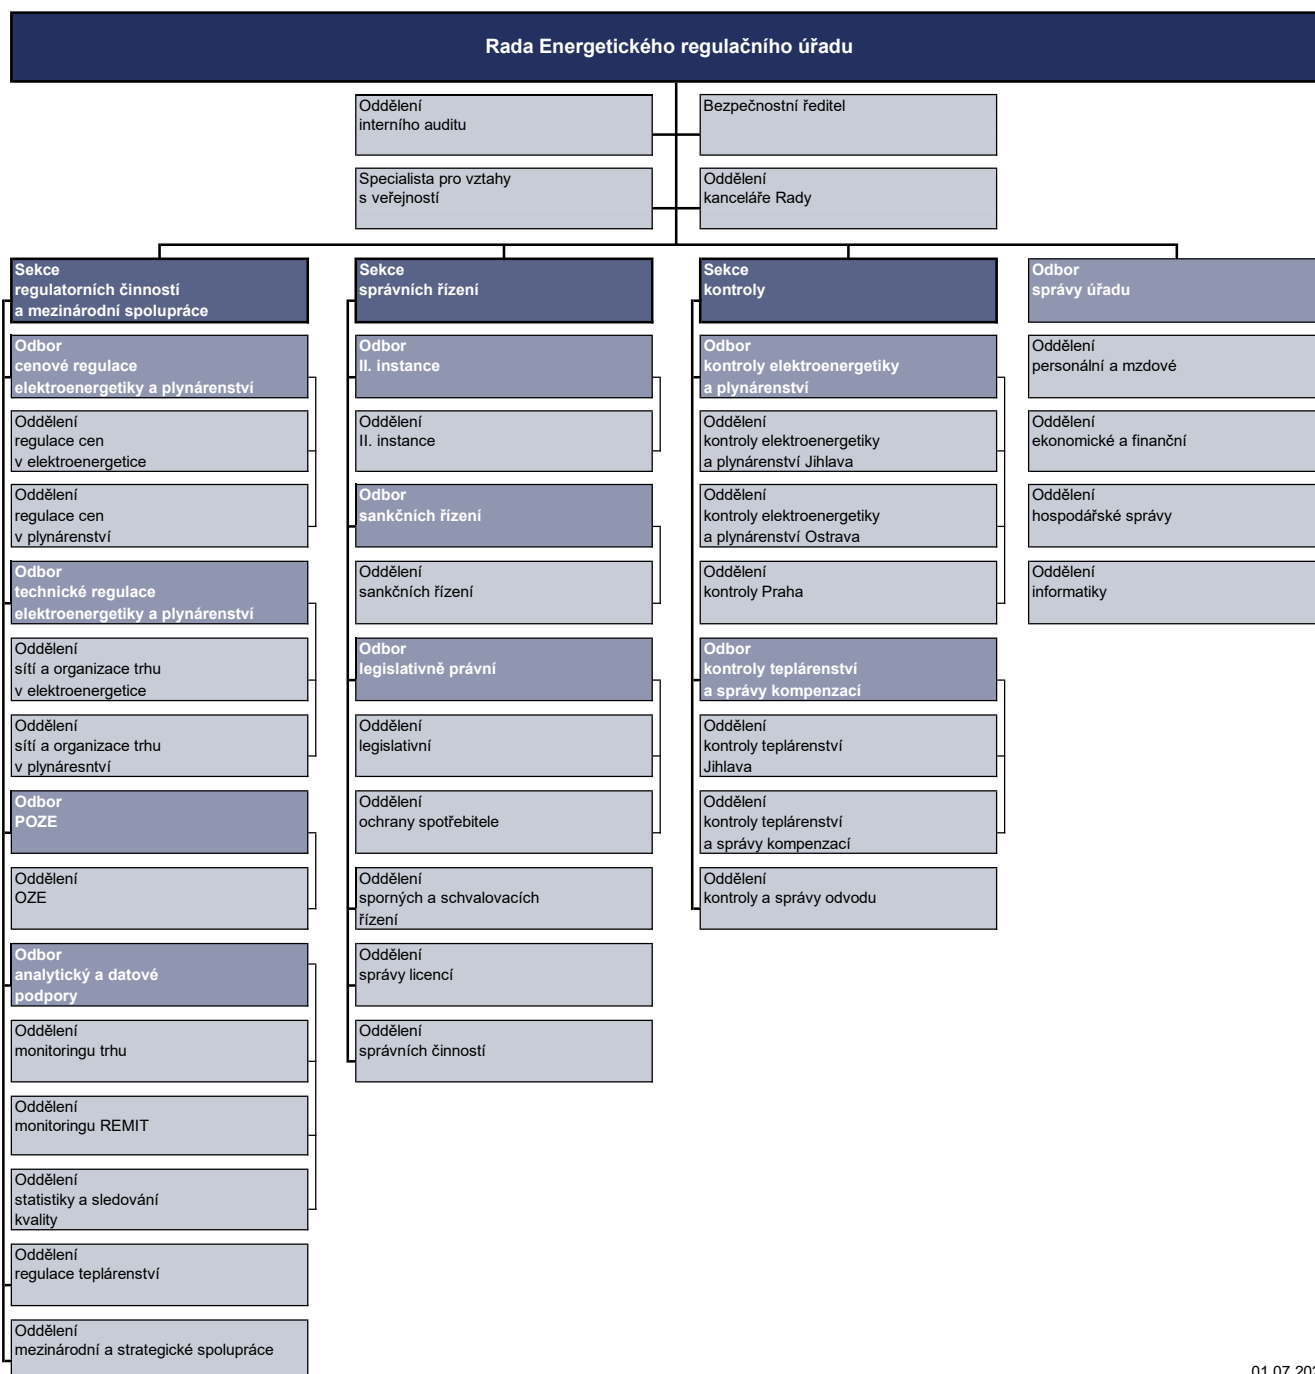 Rada Energetického regulačního úřadu
Oddělení
interního auditu
Bezpečnostní ředitel
Specialista pro vztahy
s veřejností
Oddělení
kanceláře Rady
Sekce
regulatorních činností
a mezinárodní spolupráce
Odbor
cenové regulace
elektroenergetiky a plynárenství
Oddělení
regulace cen
v elektroenergetice
Oddělení
regulace cen
v plynárenství
Odbor
technické regulace
elektroenergetiky a plynárenství
Oddělení
sítí a organizace trhu
v elektroenergetice
Oddělení
sítí a organizace trhu
v plynáresntví
Odbor
POZE
Oddělení
OZE
Odbor
analytický a datové
podpory
Oddělení
monitoringu trhu
Oddělení
monitoringu REMIT
Oddělení
statistiky a sledování
kvality
Oddělení
regulace teplárenství
Oddělení
mezinárodní a strategické spolupráce
Sekce
správních řízení
Odbor
II. instance
Oddělení
II. instance
Odbor
sankčních řízení
Oddělení
sankčních řízení
Odbor
legislativně právní
Oddělení
legislativní
Oddělení
ochrany spotřebitele
Oddělení
sporných a schvalovacích
řízení
Oddělení
správy licencí
Oddělení
správních činností
Sekce
kontroly
Odbor
kontroly elektroenergetiky
a plynárenství
Oddělení
kontroly elektroenergetiky
a plynárenství Jihlava
Oddělení
kontroly elektroenergetiky
a plynárenství Ostrava
Oddělení
kontroly Praha
Odbor
kontroly teplárenství
a správy kompenzací
Oddělení
kontroly teplárenství
Jihlava
Oddělení
kontroly teplárenství
a správy kompenzací
Oddělení
kontroly a správy odvodu
Odbor
správy úřadu
Oddělení
personální a mzdové
Oddělení
ekonomické a finanční
Oddělení
hospodářské správy
Oddělení
informatiky